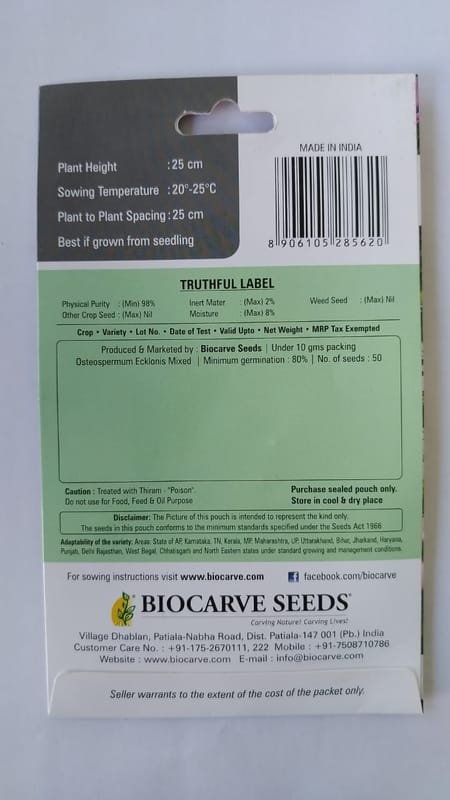 MADE IN INDIA
8 906105 285620
Plant Height : 25 cm
Sowing Temperature : 20°-25°C
Plant to Plant Spacing : 25 cm
Best if grown from seedling
TRUTHFUL LABEL
Physical Purity : (Min) 98% Inert Mater : (Max) 2% Weed Seed : (Max) Nil
Other Crop Seed : (Max) Nil Moisture : (Max) 8%
Crop • Variety • Lot No. • Date of Test • Valid Upto • Net Weight • MRP Tax Exempted
Produced & Marketed by : Biocarve Seeds | Under 10 gms packing
Osteospermum Ecklonis Mixed | Minimum germination : 80% | No. of seeds : 50
Caution : Treated with Thiram - "Poison". Purchase sealed pouch only.
Do not use for Food, Feed & Oil Purpose Store in cool & dry place
Disclaimer: The Picture of this pouch is intended to represent the kind only.
The seeds in this pouch conforms to the minimum standards specified under the Seeds Act 1966
Adaptability of the variety: Areas: State of AP, Karnataka, TN, Kerala, MP, Maharashtra, UP, Uttarakhand, Bihar, Jharkand, Haryana,
Punjab, Delhi Rajasthan, West Begal, Chhatisgarh and North Eastern states under standard growing and management conditions.
For sowing instructions visit www.biocarve.com facebook.com/biocarve
BIOCARVE SEEDS®
Carving Nature! Carving Lives!
Village Dhablan, Patiala-Nabha Road, Dist. Patiala-147 001 (Pb.) India
Customer Care No. : +91-175-2670111, 222 Mobile : +91-7508710786
Website : www.biocarve.com E-mail : info@biocarve.com
Seller warrants to the extent of the cost of the packet only.